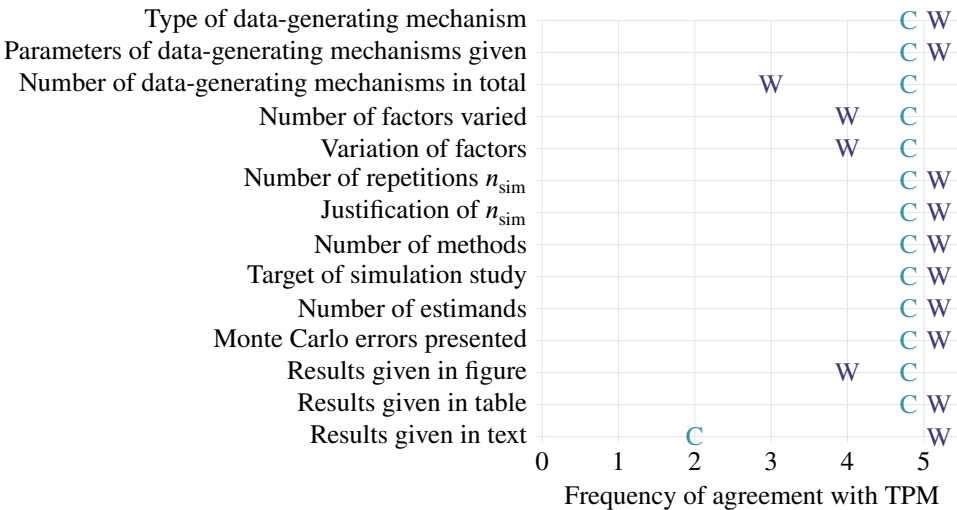 Type of data-generating mechanism C W
Parameters of data-generating mechanisms given C W
Number of data-generating mechanisms in total W C
Number of factors varied W C
Variation of factors W C
Number of repetitions n_sim C W
Justification of n_sim C W
Number of methods C W
Target of simulation study C W
Number of estimands C W
Monte Carlo errors presented C W
Results given in figure W C
Results given in table C W
Results given in text C W
0 1 2 3 4 5
Frequency of agreement with TPM